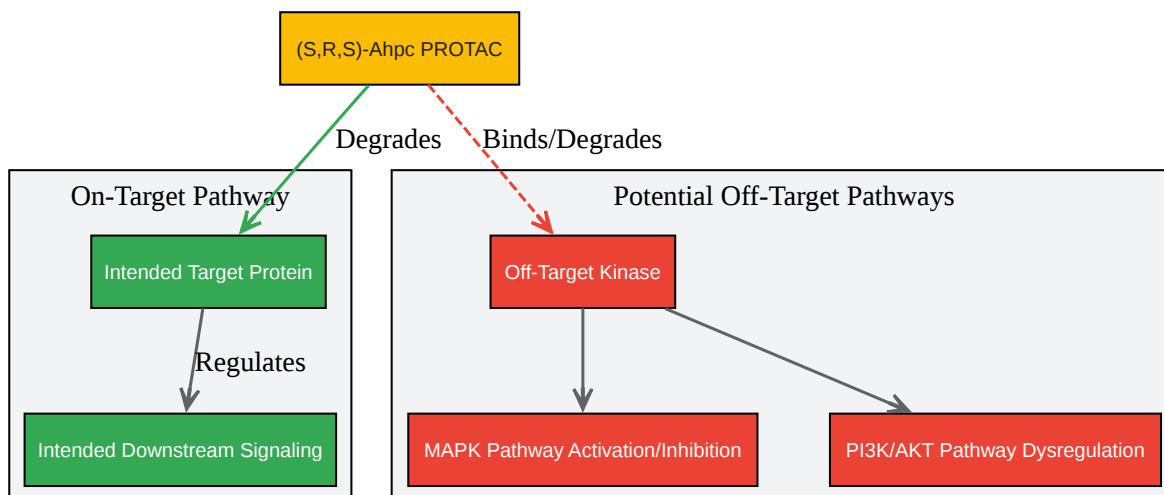 (S,R,S)-Ahpc PROTAC
Degrades
Binds/Degrades
On-Target Pathway
Potential Off-Target Pathways
Intended Target Protein
Off-Target Kinase
Regulates
Intended Downstream Signaling
MAPK Pathway Activation/Inhibition
PI3K/AKT Pathway Dysregulation